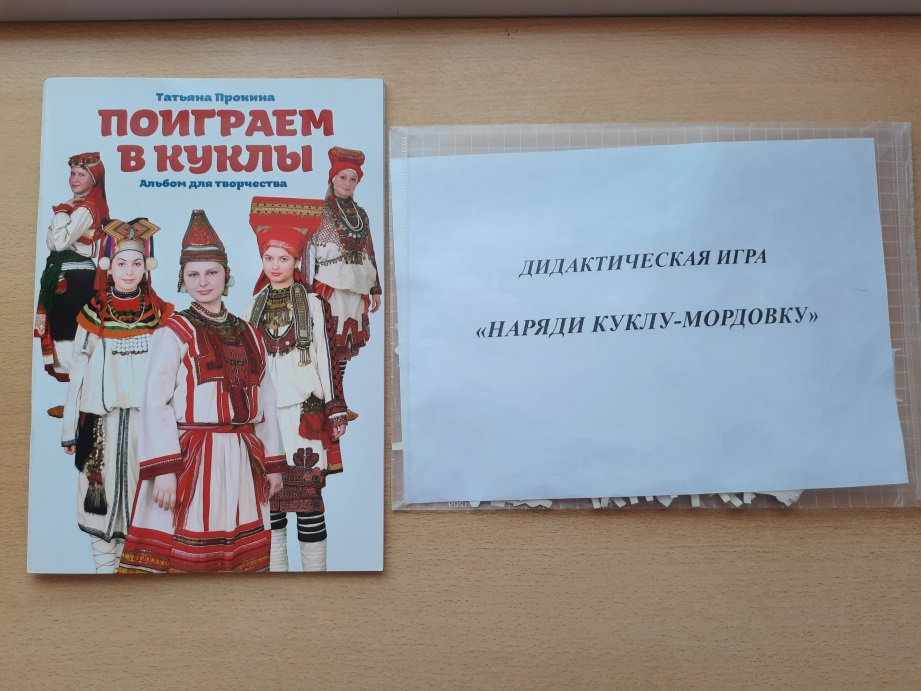 Татьяна Прокина
ПОИГРАЕМ
В КУКЛЫ
Альбом для творчества
ДИДАКТИЧЕСКАЯ ИГРА
«НАРЯДИ КУКЛУ-МОРДОВКУ»